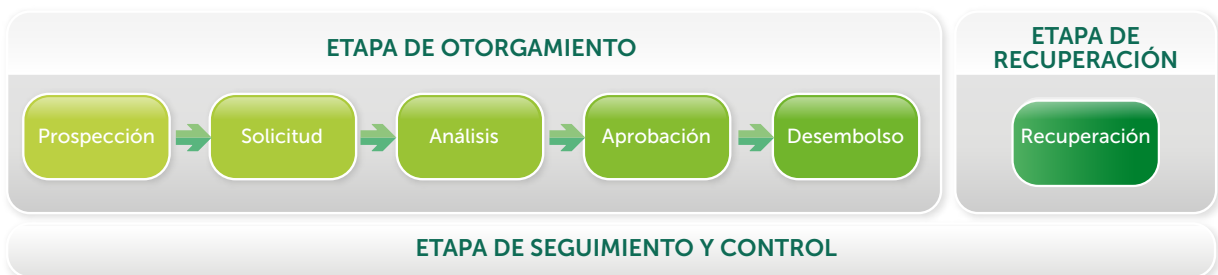 ETAPA DE OTORGAMIENTO
ETAPA DE
RECUPERACIÓN
Prospección
Solicitud
Análisis
Aprobación
Desembolso
Recuperación
ETAPA DE SEGUIMIENTO Y CONTROL